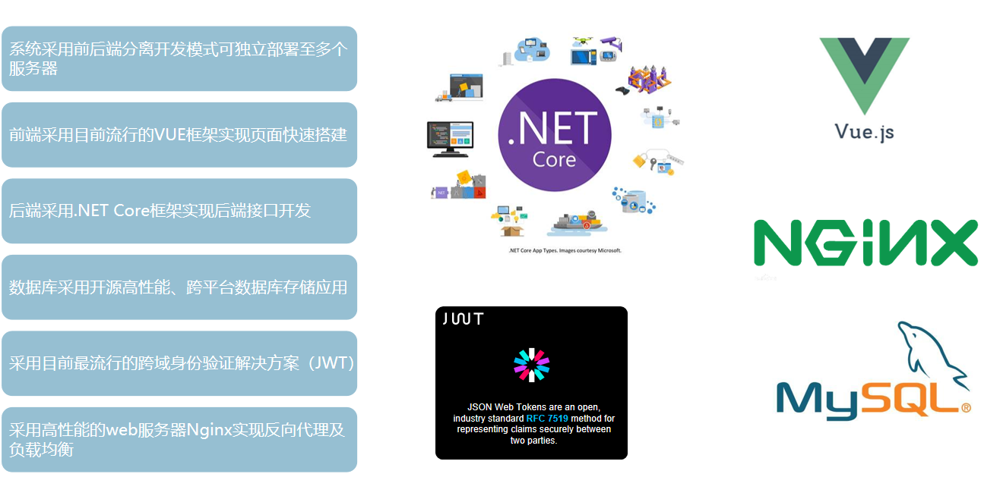 系统采用前后端分离开发模式可独立部署至多个
服务器
前端采用目前流行的VUE框架实现页面快速搭建
后端采用.NET Core框架实现后端接口开发
数据库采用开源高性能、跨平台数据库存储应用
采用目前最流行的跨域身份验证解决方案（JWT）
采用高性能的web服务器Nginx实现反向代理及
负载均衡
.NET
Core
.NET Core App Types. Images courtesy Microsoft.
Vue.js
NGINX
JWT
JSON Web Tokens are an open,
industry standard RFC 7519 method for
representing claims securely between
two parties.
MySQL®